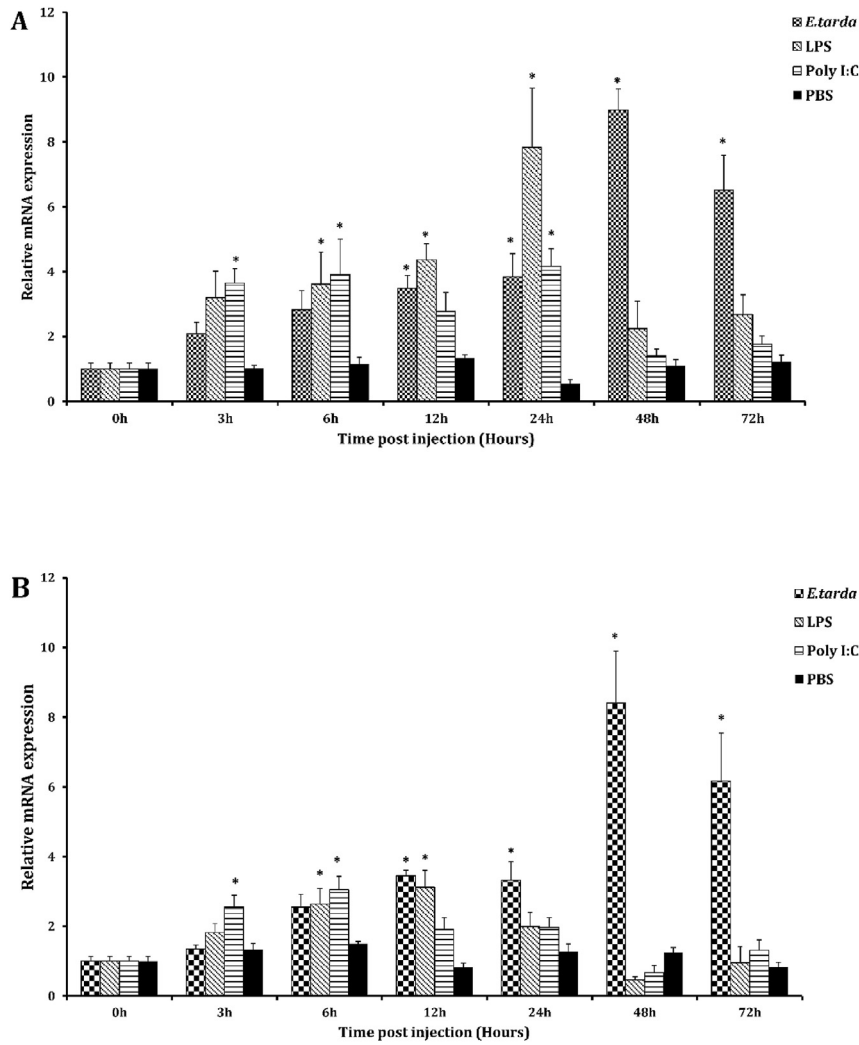 A
12
10
8
6
4
2
0
Relative mRNA expression
* * * * * * * * * *
0h 3h 6h 12h 24h 48h 72h
Time post injection (Hours)
E.tarda
LPS
Poly I:C
PBS
B
12
10
8
6
4
2
0
Relative mRNA expression
* * * * * * * *
0h 3h 6h 12h 24h 48h 72h
Time post injection (Hours)
E.tarda
LPS
Poly I:C
PBS